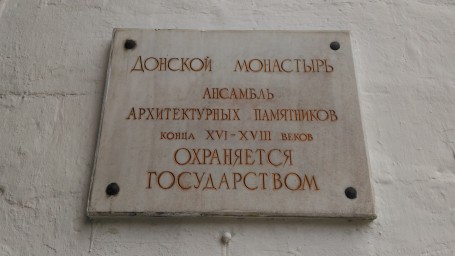 ДОНСКОЙ МОНАСТЫРЬ
АНСАМБЛЬ
АРХИТЕКТУРНЫХ ПАМЯТНИКОВ
КОНЦА XVI-XVIII ВЕКОВ
ОХРАНЯЕТСЯ
ГОСУДАРСТВОМ